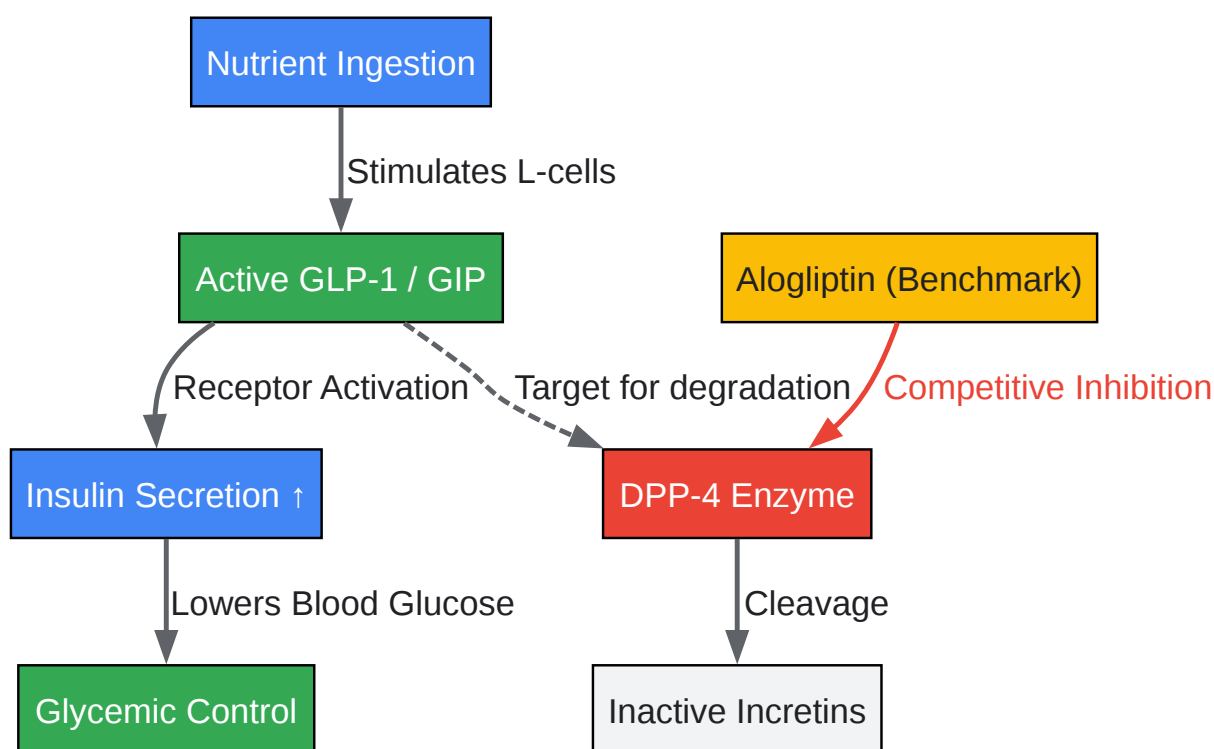 Nutrient Ingestion
Stimulates L-cells
Active GLP-1 / GIP
Alogliptin (Benchmark)
Receptor Activation
Target for degradation
Competitive Inhibition
Insulin Secretion ↑
DPP-4 Enzyme
Lowers Blood Glucose
Cleavage
Glycemic Control
Inactive Incretins